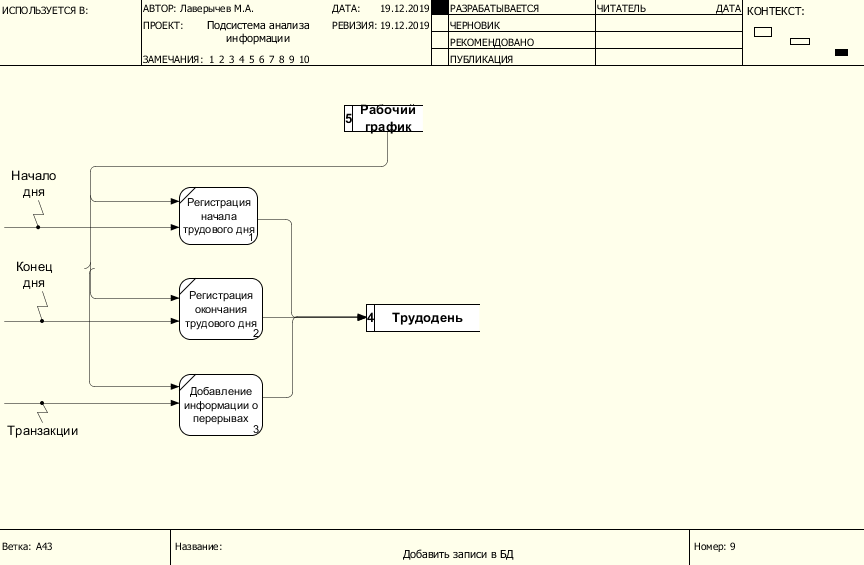 ИСПОЛЬЗУЕТСЯ В:
АВТОР: Лаверычев М.А.
ДАТА: 19.12.2019
РАЗРАБАТЫВАЕТСЯ
ЧИТАТЕЛЬ
ДАТА
КОНТЕКСТ:
ПРОЕКТ: Подсистема анализа
информации
РЕВИЗИЯ: 19.12.2019
ЧЕРНОВИК
РЕКОМЕНДОВАНО
ЗАМЕЧАНИЯ: 1 2 3 4 5 6 7 8 9 10
ПУБЛИКАЦИЯ
5
Рабочий
график
Начало
дня
Регистрация
начала
трудового дня
1
Конец
дня
Регистрация
окончания
трудового дня
2
4
Трудодень
Добавление
информации о
перерывах
3
Транзакции
Ветка: A43
Название:
Добавить записи в БД
Номер: 9